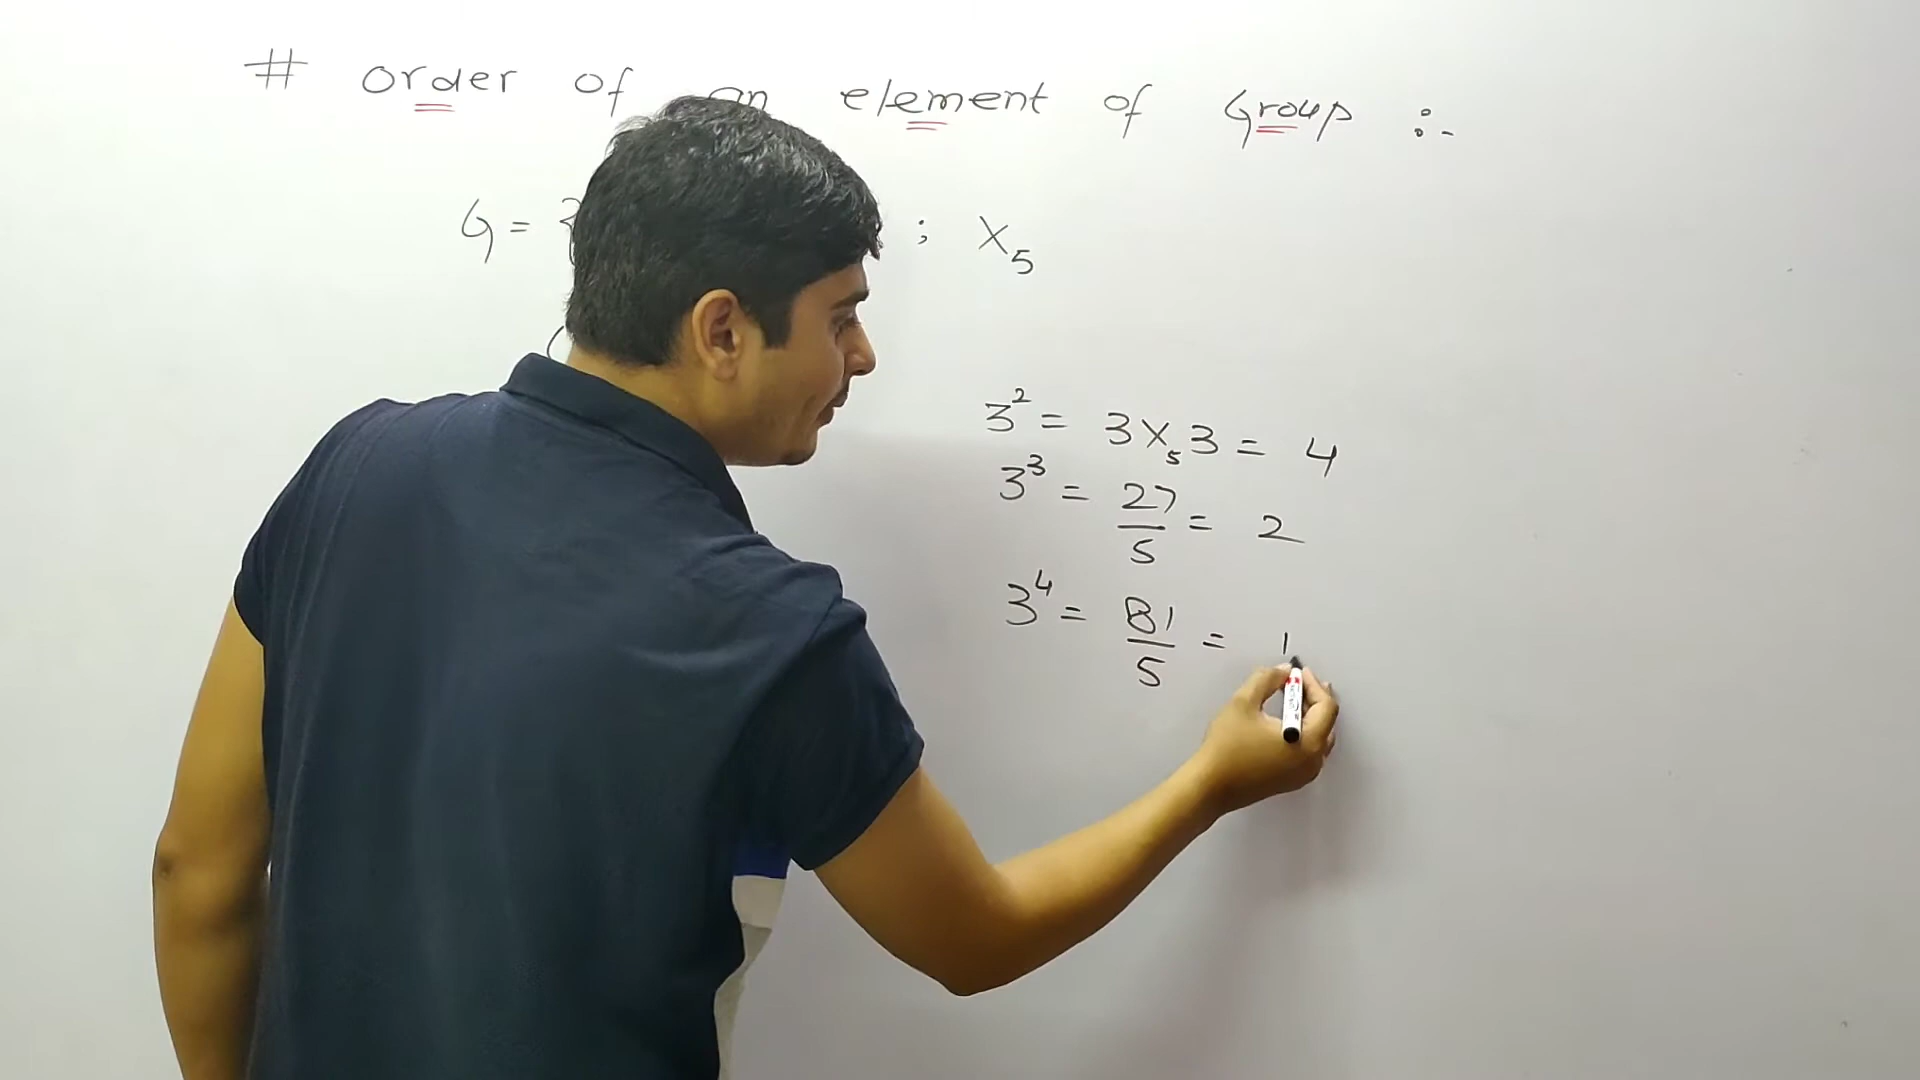 # order of an element of Group :-
G = { ; X₅
(
3² = 3 X₅ 3 = 4
3³ = 27/5 = 2
3⁴ = 81/5 = 1